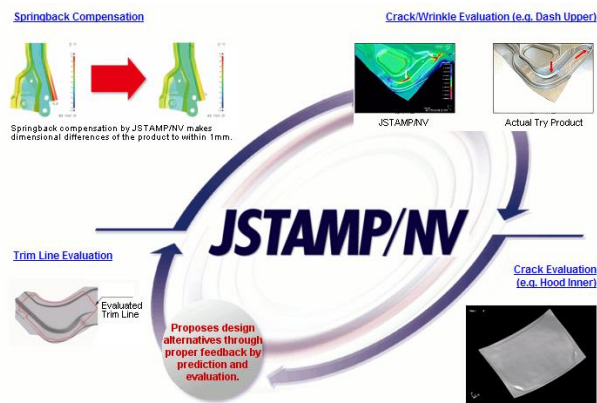 Springback Compensation
Crack/Wrinkle Evaluation (e.g. Dash Upper)
Springback compensation by JSTAMP/NV makes
dimensional differences of the product to within 1mm.
JSTAMP/NV
Actual Try Product
JSTAMP/NV
Trim Line Evaluation
Evaluated
Trim Line
Crack Evaluation
(e.g. Hood Inner)
Proposes design
alternatives through
proper feedback by
prediction and
evaluation.